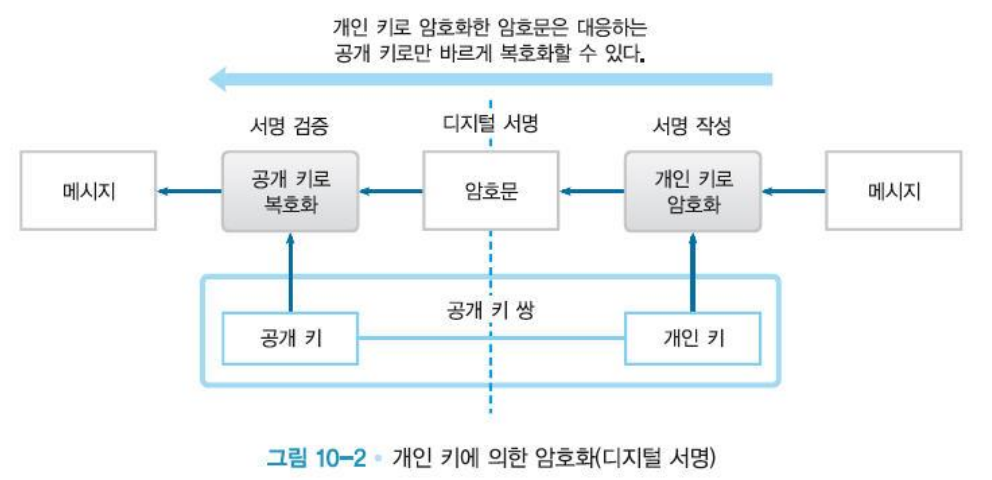 개인 키로 암호화한 암호문은 대응하는
공개 키로만 바르게 복호화할 수 있다.
서명 검증
디지털 서명
서명 작성
메시지
공개 키로
복호화
암호문
개인 키로
암호화
메시지
공개 키 쌍
공개 키
개인 키
그림 10-2 • 개인 키에 의한 암호화(디지털 서명)